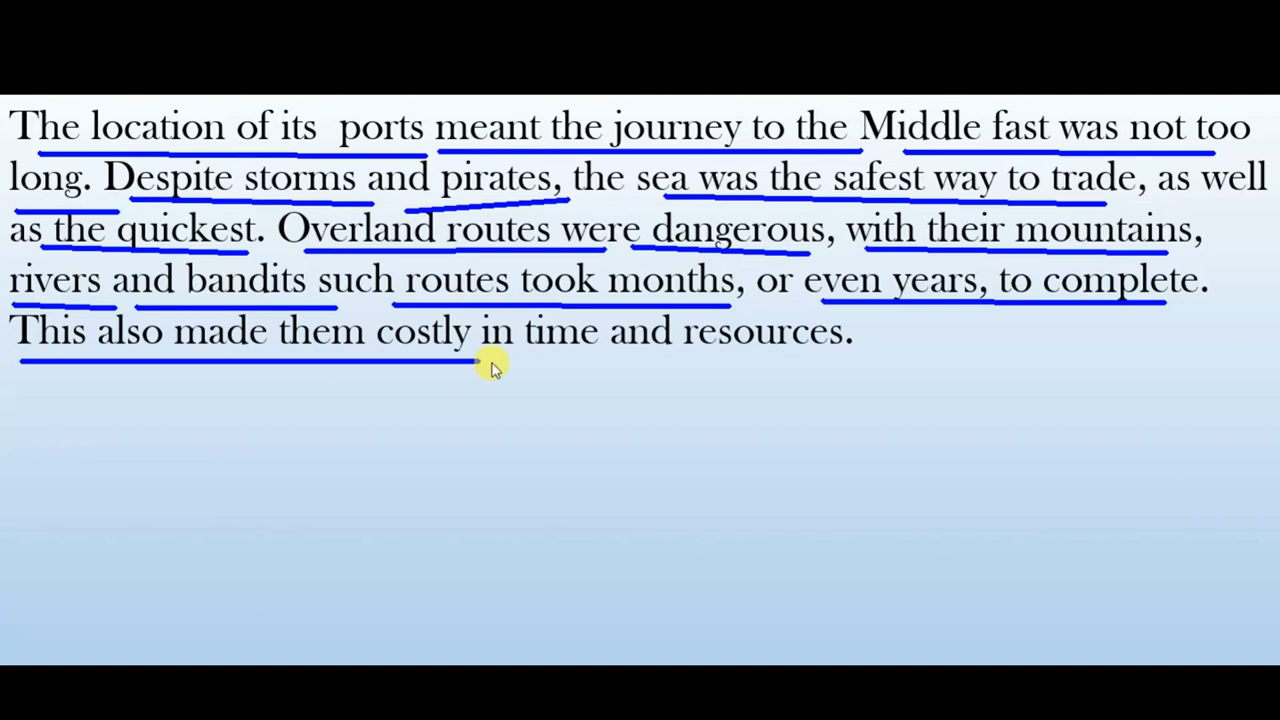 The location of its ports meant the journey to the Middle fast was not too
long. Despite storms and pirates, the sea was the safest way to trade, as well
as the quickest. Overland routes were dangerous, with their mountains,
rivers and bandits such routes took months, or even years, to complete.
This also made them costly in time and resources.